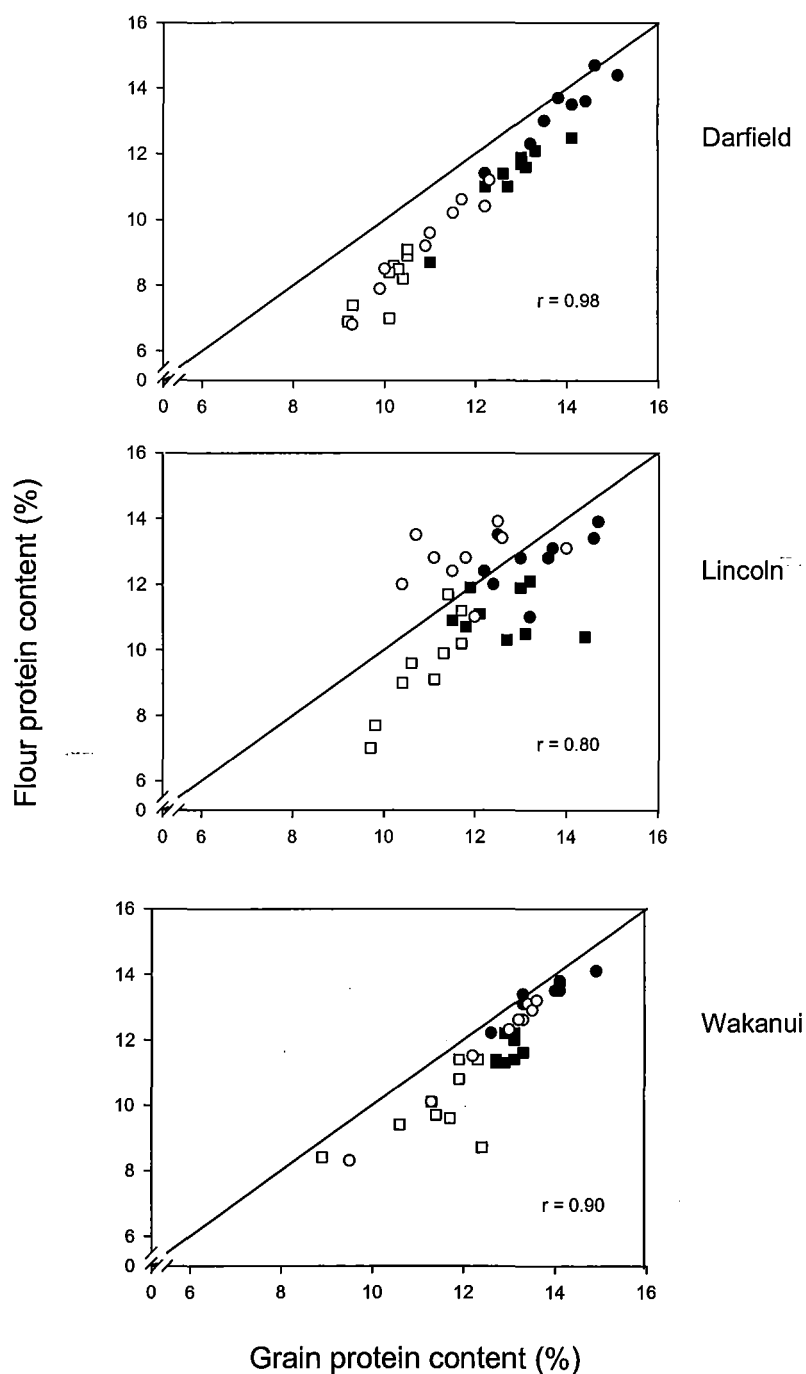 16
14
12
10
8
6
0
0 6 8 10 12 14 16
r = 0.98
Darfield
16
14
12
10
8
6
0
0 6 8 10 12 14 16
r = 0.80
Lincoln
Flour protein content (%)
16
14
12
10
8
6
0
0 6 8 10 12 14 16
r = 0.90
Wakanui
Grain protein content (%)